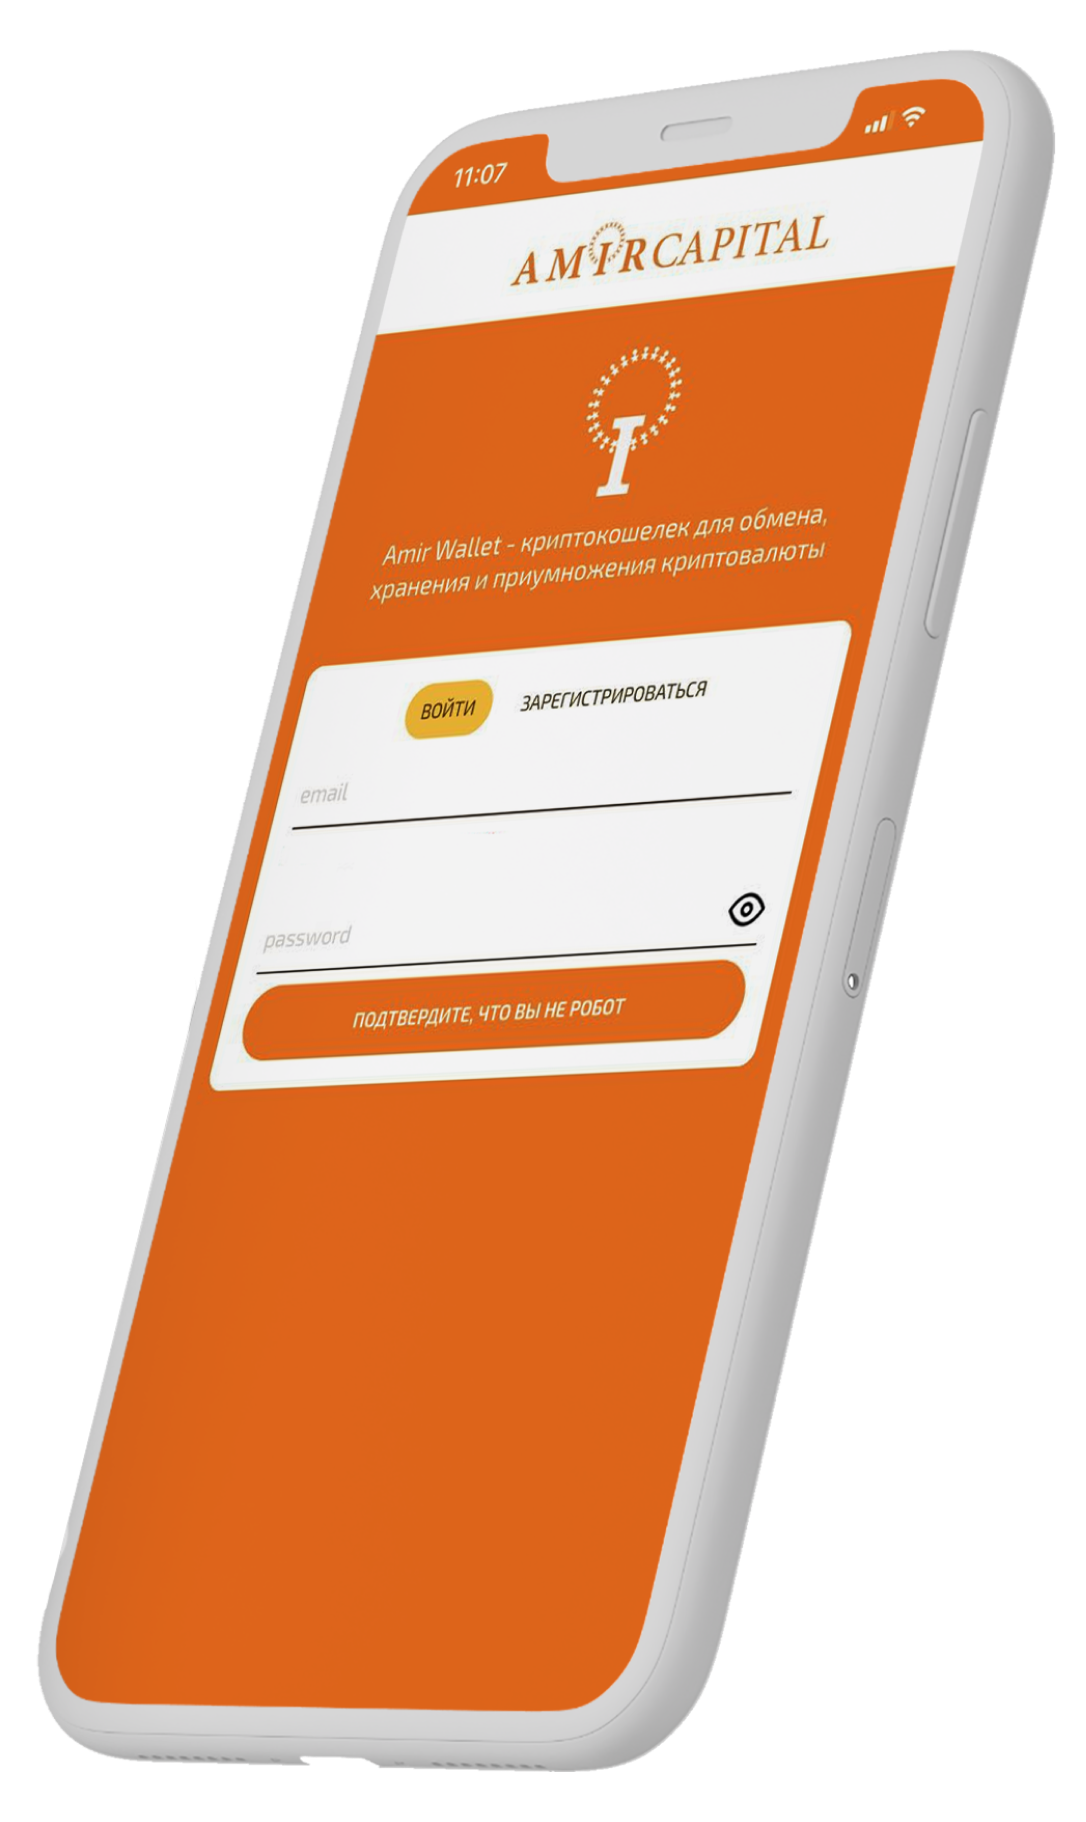 11:07
AMIRCAPITAL
I
Amir Wallet - криптокошелек для обмена,
хранения и приумножения криптовалюты
ВОЙТИ ЗАРЕГИСТРИРОВАТЬСЯ
email
password
ПОДТВЕРДИТЕ, ЧТО ВЫ НЕ РОБОТ